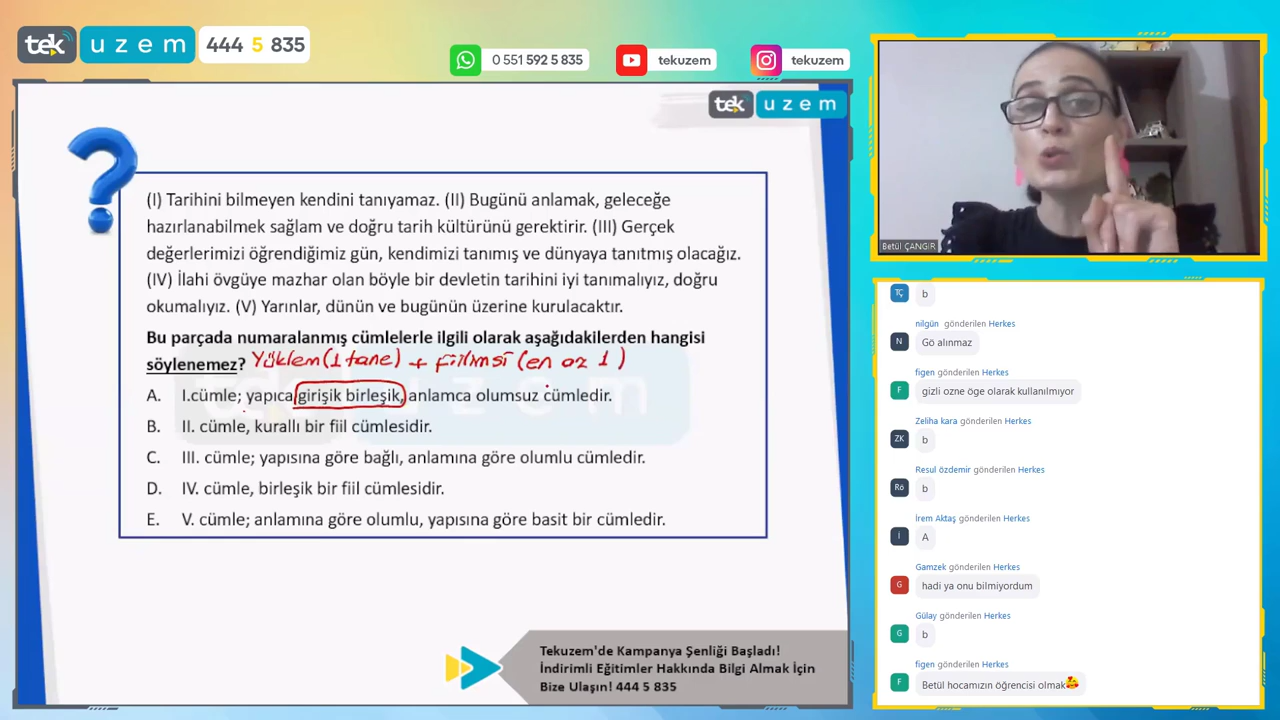 tek uzem 444 5 835
0 551 592 5 835 tekuzem tekuzem
tek uzem
(I) Tarihini bilmeyen kendini tanıyamaz. (II) Bugünü anlamak, geleceğe
hazırlanabilmek sağlam ve doğru tarih kültürünü gerektirir. (III) Gerçek
değerlerimizi öğrendiğimiz gün, kendimizi tanımış ve dünyaya tanıtmış olacağız.
(IV) İlahi övgüye mazhar olan böyle bir devletin tarihini iyi tanımalıyız, doğru
okumalıyız. (V) Yarınlar, dünün ve bugünün üzerine kurulacaktır.
Bu parçada numaralanmış cümlelerle ilgili olarak aşağıdakilerden hangisi
söylenemez? Yüklem (1 tane) + fiilimsi (en az 1)
A. I.cümle; yapıca girişik birleşik, anlamca olumsuz cümledir.
B. II. cümle, kurallı bir fiil cümlesidir.
C. III. cümle; yapısına göre bağlı, anlamına göre olumlu cümledir.
D. IV. cümle, birleşik bir fiil cümlesidir.
E. V. cümle; anlamına göre olumlu, yapısına göre basit bir cümledir.
Tekuzem'de Kampanya Şenliği Başladı!
İndirimli Eğitimler Hakkında Bilgi Almak İçin
Bize Ulaşın! 444 5 835
Betül ÇANGIR
TÇ b
nilgün gönderilen Herkes
N Gö alınmaz
figen gönderilen Herkes
F gizli ozne öge olarak kullanılmıyor
Zeliha kara gönderilen Herkes
ZK b
Resul özdemir gönderilen Herkes
Rö b
İrem Aktaş gönderilen Herkes
İ A
Gamzek gönderilen Herkes
G hadi ya onu bilmiyordum
Gülay gönderilen Herkes
G b
figen gönderilen Herkes
F Betül hocamızın öğrencisi olmak🥰